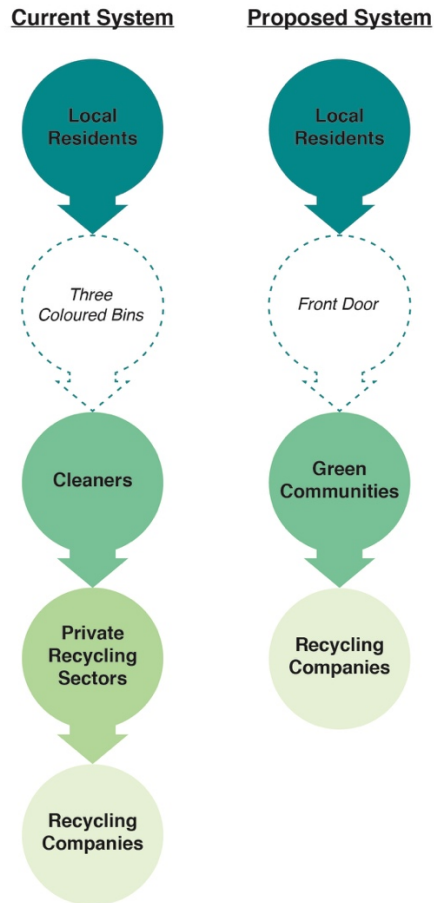 Current System
Local
Residents
Three
Coloured Bins
Cleaners
Private
Recycling
Sectors
Recycling
Companies
Proposed System
Local
Residents
Front Door
Green
Communities
Recycling
Companies